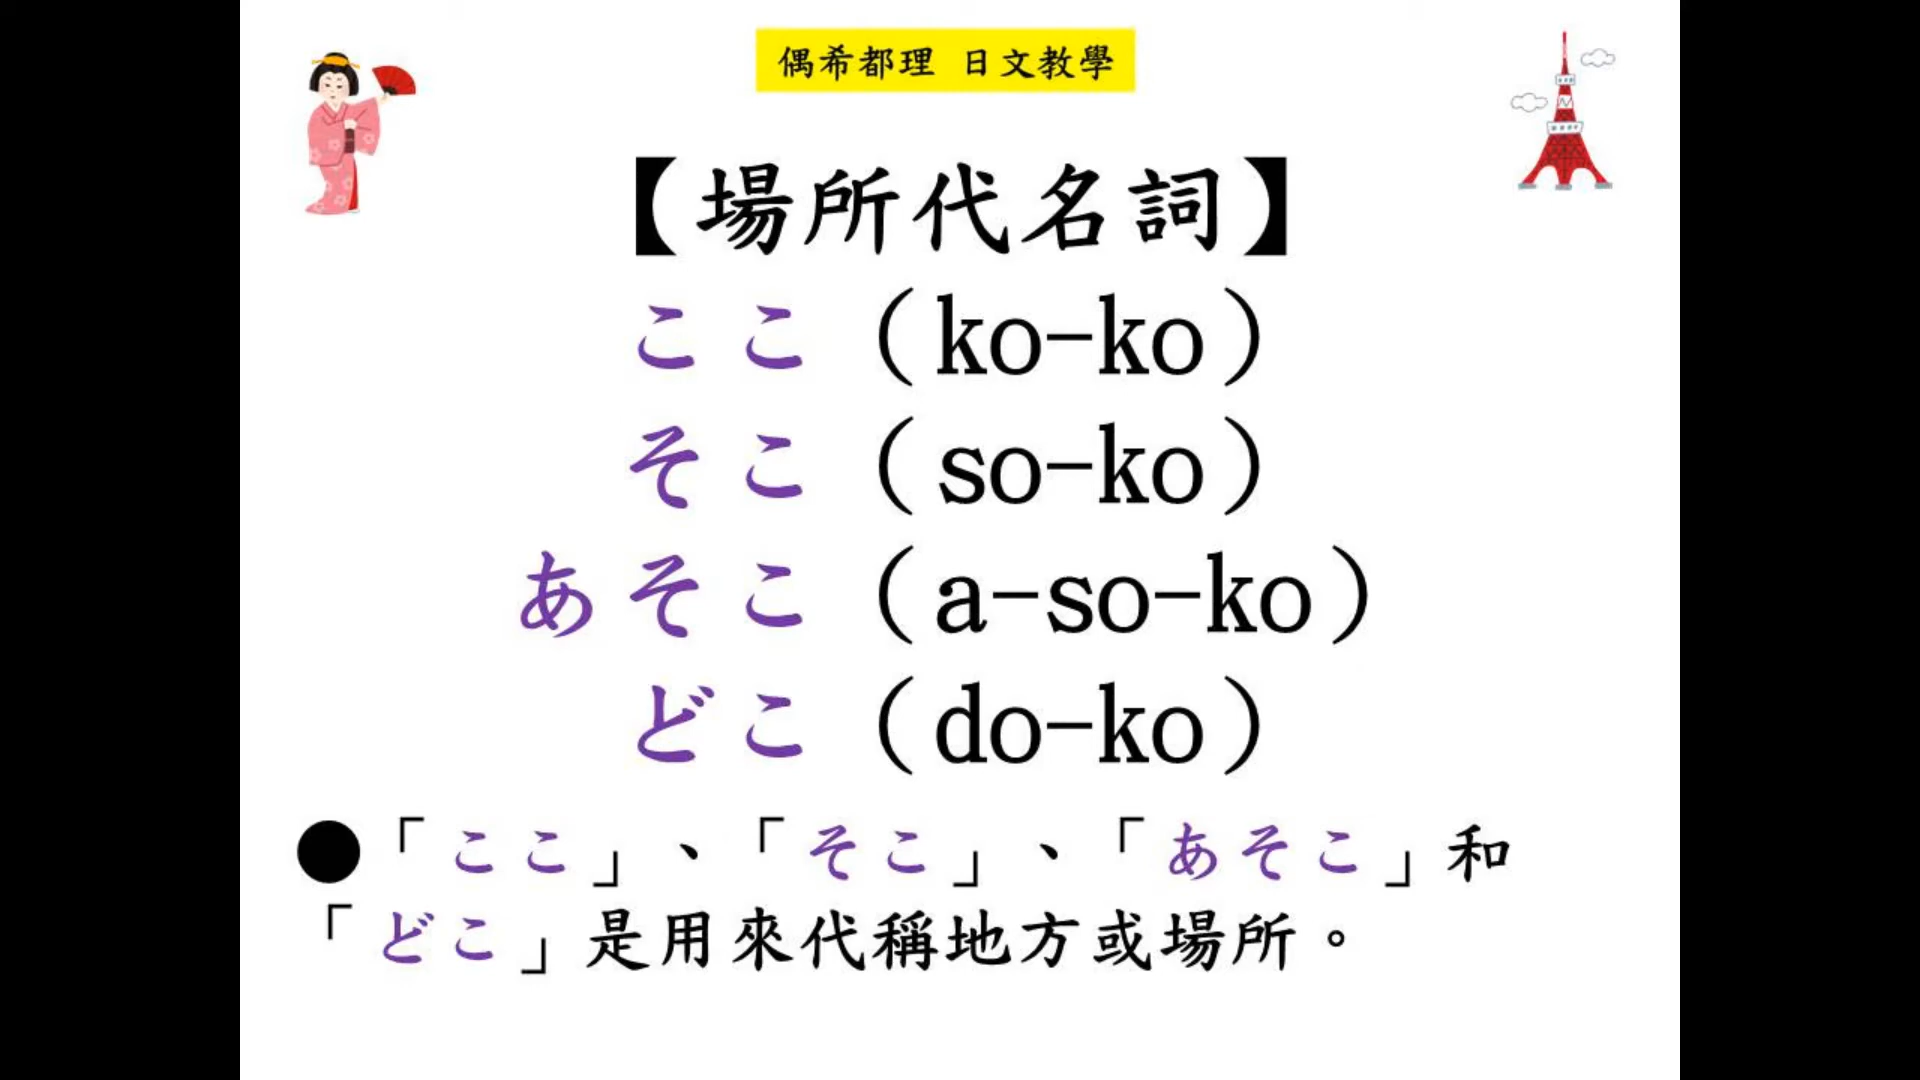 偶希都理 日文教學
【場所代名詞】
ここ（ko-ko）
そこ（so-ko）
あそこ（a-so-ko）
どこ（do-ko）
●「ここ」、「そこ」、「あそこ」和
「どこ」是用來代稱地方或場所。